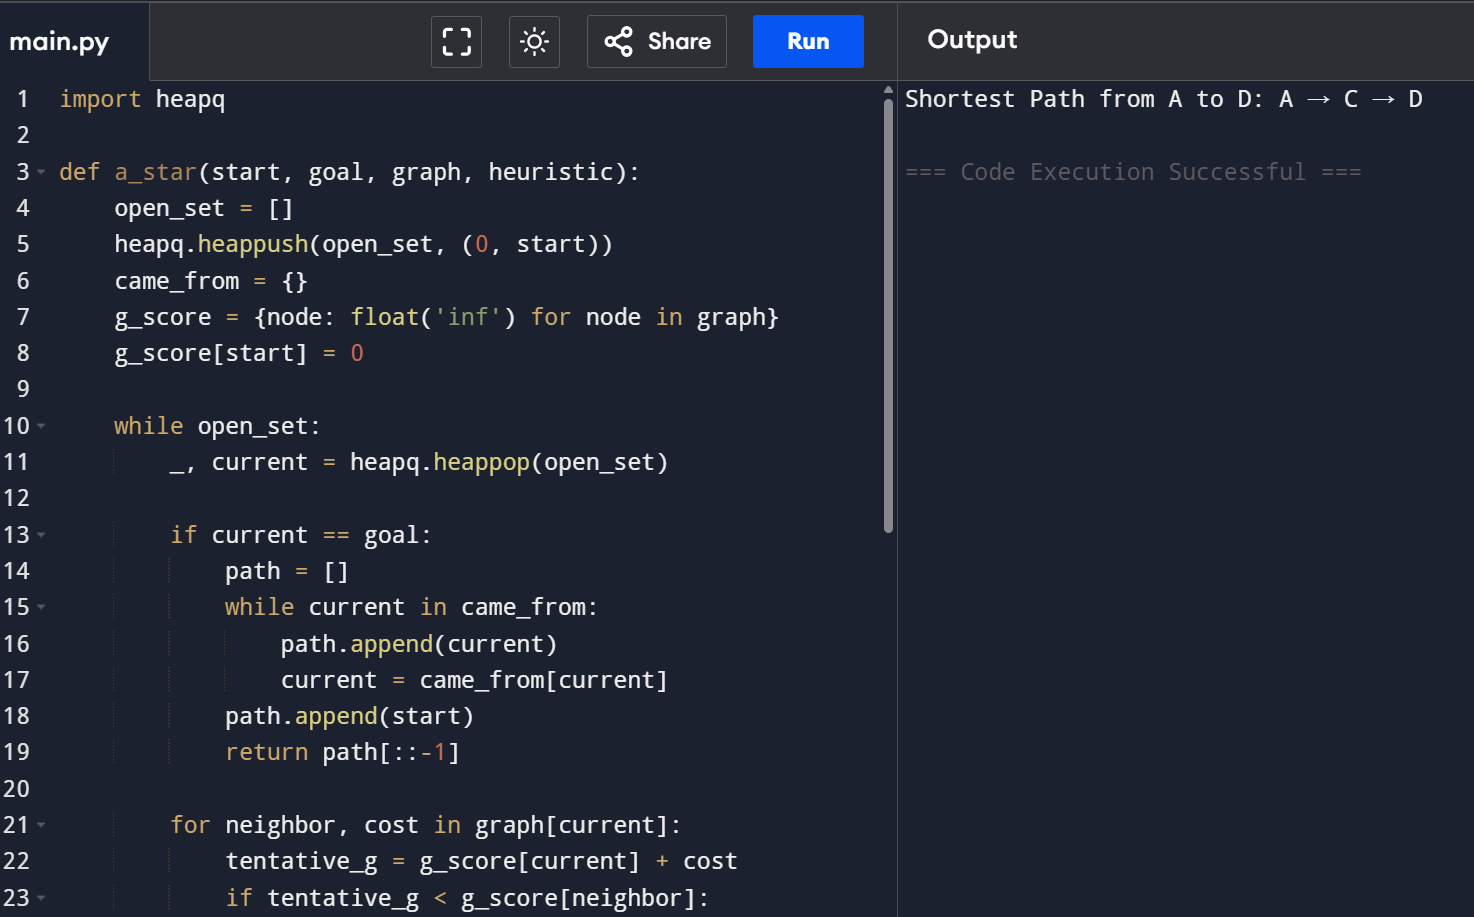 main.py
Share
Run
Output
1 import heapq
2
3 def a_star(start, goal, graph, heuristic):
4     open_set = []
5     heapq.heappush(open_set, (0, start))
6     came_from = {}
7     g_score = {node: float('inf') for node in graph}
8     g_score[start] = 0
9
10     while open_set:
11         _, current = heapq.heappop(open_set)
12
13         if current == goal:
14             path = []
15             while current in came_from:
16                 path.append(current)
17                 current = came_from[current]
18             path.append(start)
19             return path[::-1]
20
21         for neighbor, cost in graph[current]:
22             tentative_g = g_score[current] + cost
23             if tentative_g < g_score[neighbor]:
Shortest Path from A to D: A → C → D
=== Code Execution Successful ===